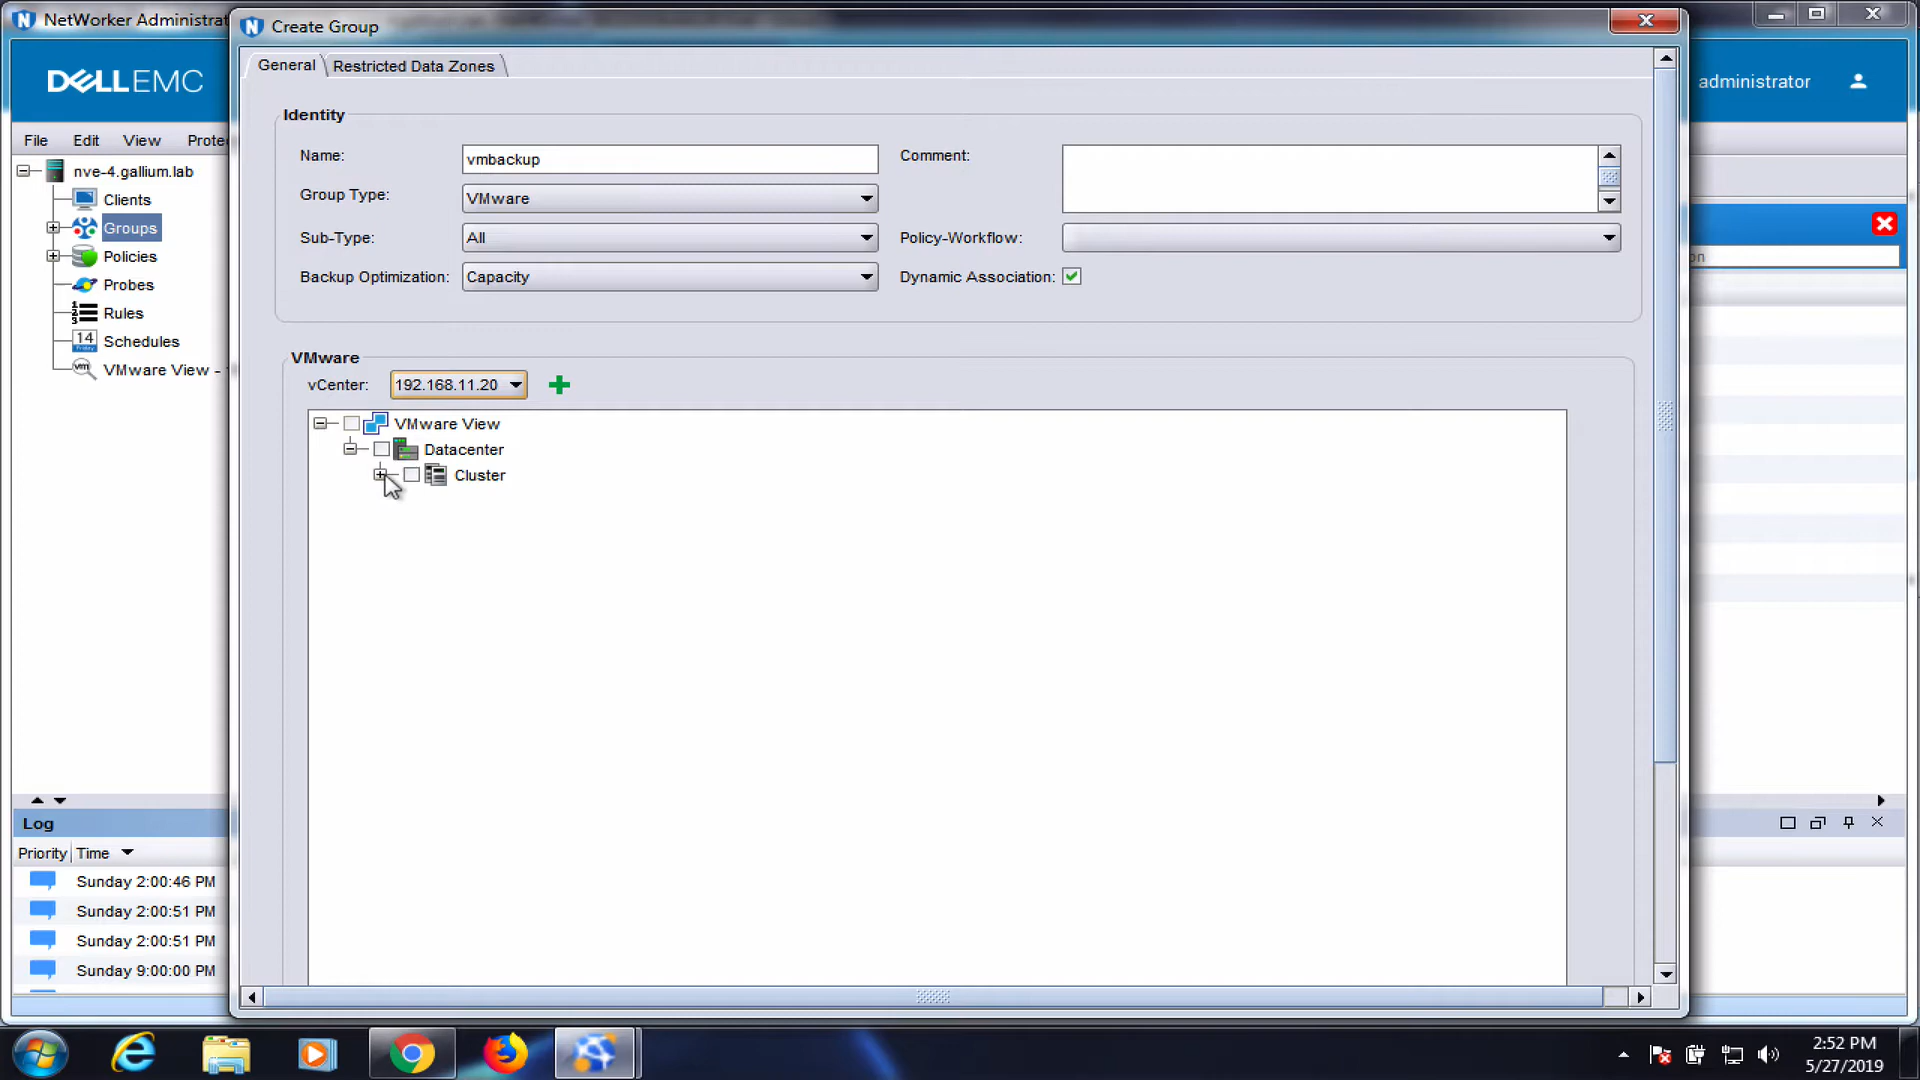 NetWorker Administrat
Create Group
DELLEMC
administrator
File Edit View Prote
General
Restricted Data Zones
nve-4.gallium.lab
Clients
Groups
Policies
Probes
Rules
Schedules
VMware View -
Identity
Name:
vmbackup
Comment:
Group Type:
VMware
Sub-Type:
All
Policy-Workflow:
Backup Optimization:
Capacity
Dynamic Association:
VMware
vCenter:
192.168.11.20
VMware View
Datacenter
Cluster
on
Log
Priority Time
Sunday 2:00:46 PM
Sunday 2:00:51 PM
Sunday 2:00:51 PM
Sunday 9:00:00 PM
2:52 PM
5/27/2019